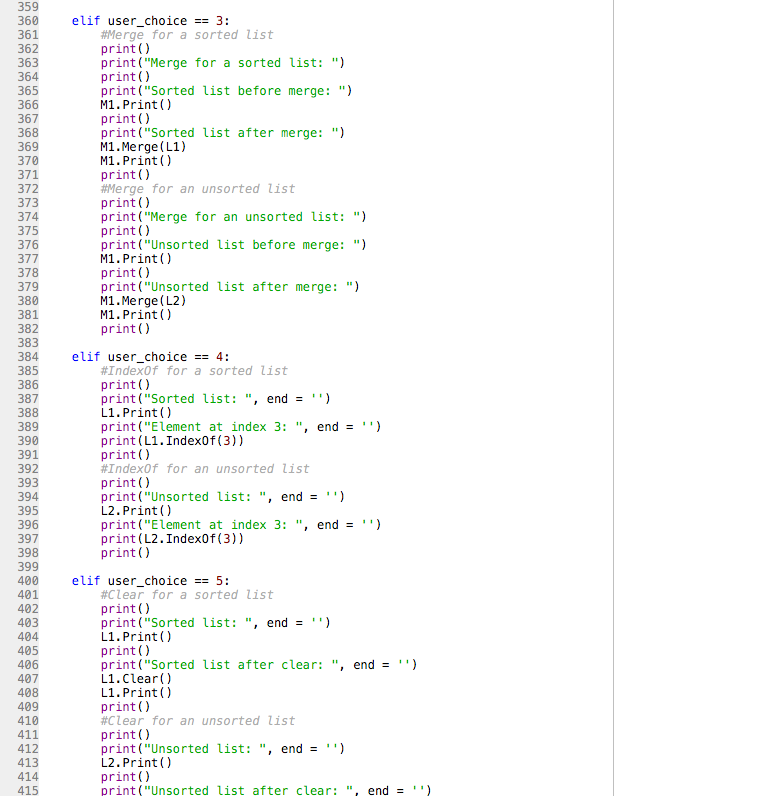 359
360 elif user_choice == 3:
361 #Merge for a sorted list
362 print()
363 print("Merge for a sorted list: ")
364 print()
365 print("Sorted list before merge: ")
366 M1.Print()
367 print()
368 print("Sorted list after merge: ")
369 M1.Merge(L1)
370 M1.Print()
371 print()
372 #Merge for an unsorted list
373 print()
374 print("Merge for an unsorted list: ")
375 print()
376 print("Unsorted list before merge: ")
377 M1.Print()
378 print()
379 print("Unsorted list after merge: ")
380 M1.Merge(L2)
381 M1.Print()
382 print()
383
384 elif user_choice == 4:
385 #IndexOf for a sorted list
386 print()
387 print("Sorted list: ", end = '')
388 L1.Print()
389 print("Element at index 3: ", end = '')
390 print(L1.IndexOf(3))
391 print()
392 #IndexOf for an unsorted list
393 print()
394 print("Unsorted list: ", end = '')
395 L2.Print()
396 print("Element at index 3: ", end = '')
397 print(L2.IndexOf(3))
398 print()
399
400 elif user_choice == 5:
401 #Clear for a sorted list
402 print()
403 print("Sorted list: ", end = '')
404 L1.Print()
405 print()
406 print("Sorted list after clear: ", end = '')
407 L1.Clear()
408 L1.Print()
409 print()
410 #Clear for an unsorted list
411 print()
412 print("Unsorted list: ", end = '')
413 L2.Print()
414 print()
415 print("Unsorted list after clear: ", end = '')